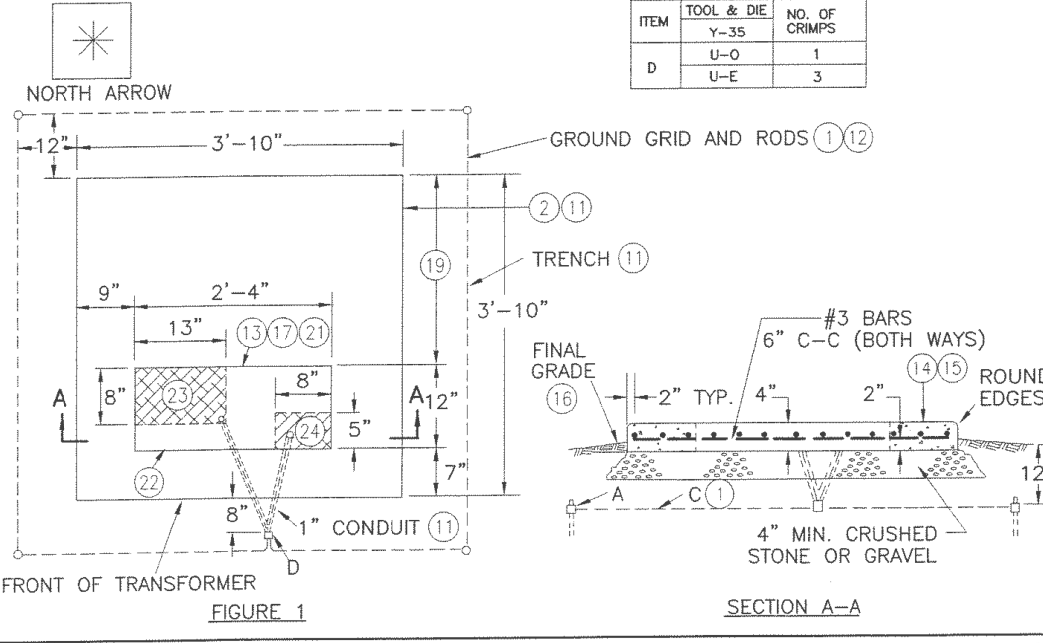 ITEM
TOOL & DIE
Y-35
NO. OF
CRIMPS
D
U-O
1
U-E
3
NORTH ARROW
12"
3'-10"
GROUND GRID AND RODS 1 12
2 11
19
TRENCH 11
9"
2'-4"
3'-10"
13"
13 17 21
8"
23
8"
A
A
12"
24
5"
22
7"
8"
1" CONDUIT 11
D
FRONT OF TRANSFORMER
FIGURE 1
#3 BARS
6" C-C (BOTH WAYS)
FINAL
GRADE
16
14 15
ROUND
EDGES
2" TYP.
4"
2"
12
A
C 1
4" MIN. CRUSHED
STONE OR GRAVEL
SECTION A-A